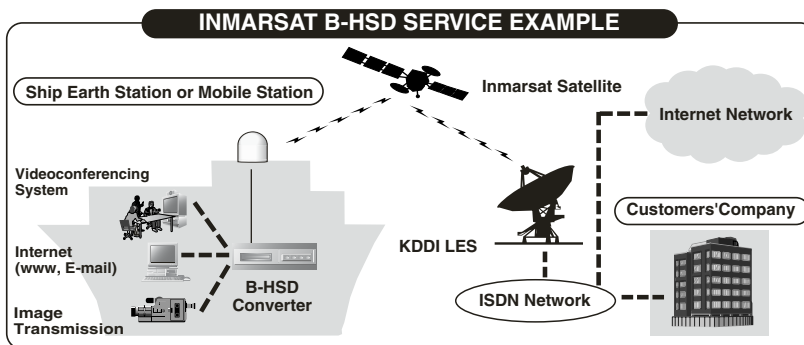 INMARSAT B-HSD SERVICE EXAMPLE
Ship Earth Station or Mobile Station
Inmarsat Satellite
Internet Network
Videoconferencing
System
Internet
(www, E-mail)
Image
Transmission
B-HSD
Converter
KDDI LES
ISDN Network
Customers'Company